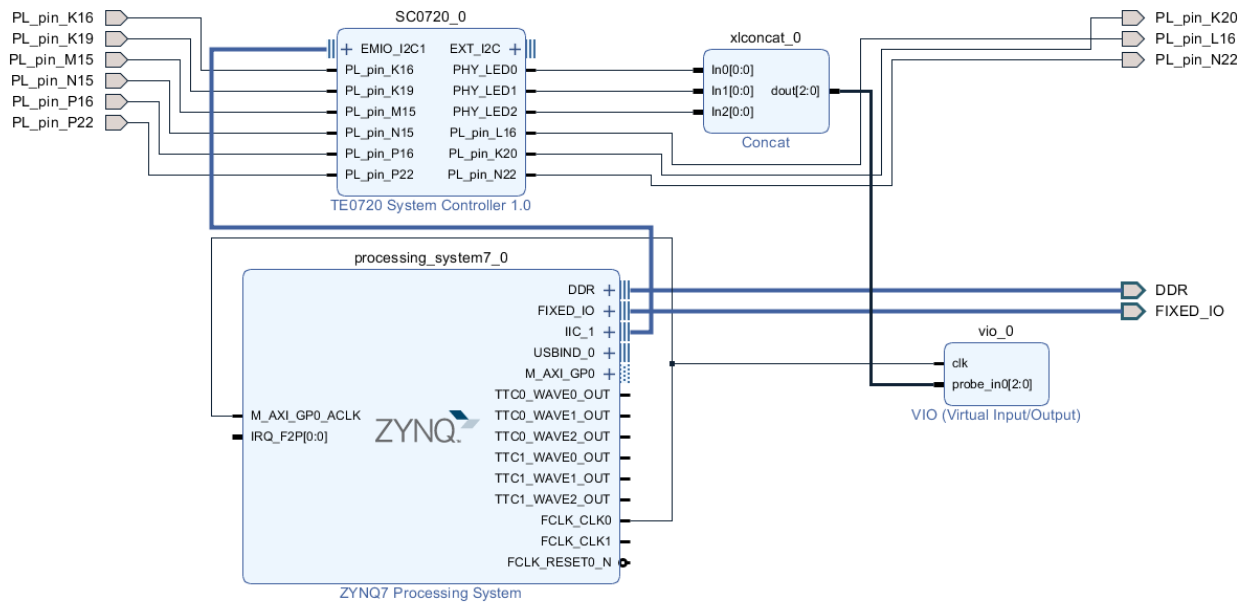 PL_pin_K16
PL_pin_K19
PL_pin_M15
PL_pin_N15
PL_pin_P16
PL_pin_P22
SC0720_0
EMIO_I2C1 EXT_I2C
PL_pin_K16 PHY_LED0
PL_pin_K19 PHY_LED1
PL_pin_M15 PHY_LED2
PL_pin_N15 PL_pin_L16
PL_pin_P16 PL_pin_K20
PL_pin_P22 PL_pin_N22
TE0720 System Controller 1.0
xlconcat_0
In0[0:0]
In1[0:0] dout[2:0]
In2[0:0]
Concat
PL_pin_K20
PL_pin_L16
PL_pin_N22
processing_system7_0
DDR
FIXED_IO
IIC_1
USBIND_0
M_AXI_GP0
TTC0_WAVE0_OUT
M_AXI_GP0_ACLK TTC0_WAVE1_OUT
IRQ_F2P[0:0] TTC0_WAVE2_OUT
ZYNQ
TTC1_WAVE0_OUT
TTC1_WAVE1_OUT
TTC1_WAVE2_OUT
FCLK_CLK0
FCLK_CLK1
FCLK_RESET0_N
ZYNQ7 Processing System
DDR
FIXED_IO
vio_0
clk
probe_in0[2:0]
VIO (Virtual Input/Output)